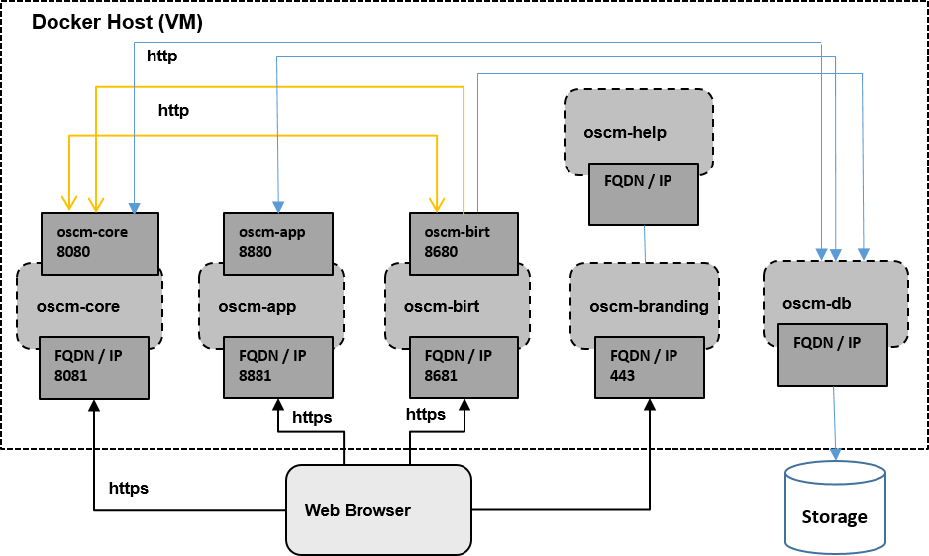 Docker Host (VM)
http
http
oscm-help
FQDN / IP
oscm-core
8080
oscm-app
8880
oscm-birt
8680
oscm-core
oscm-app
oscm-birt
oscm-branding
oscm-db
FQDN / IP
8081
FQDN / IP
8881
FQDN / IP
8681
FQDN / IP
443
FQDN / IP
https
https
https
Web Browser
Storage